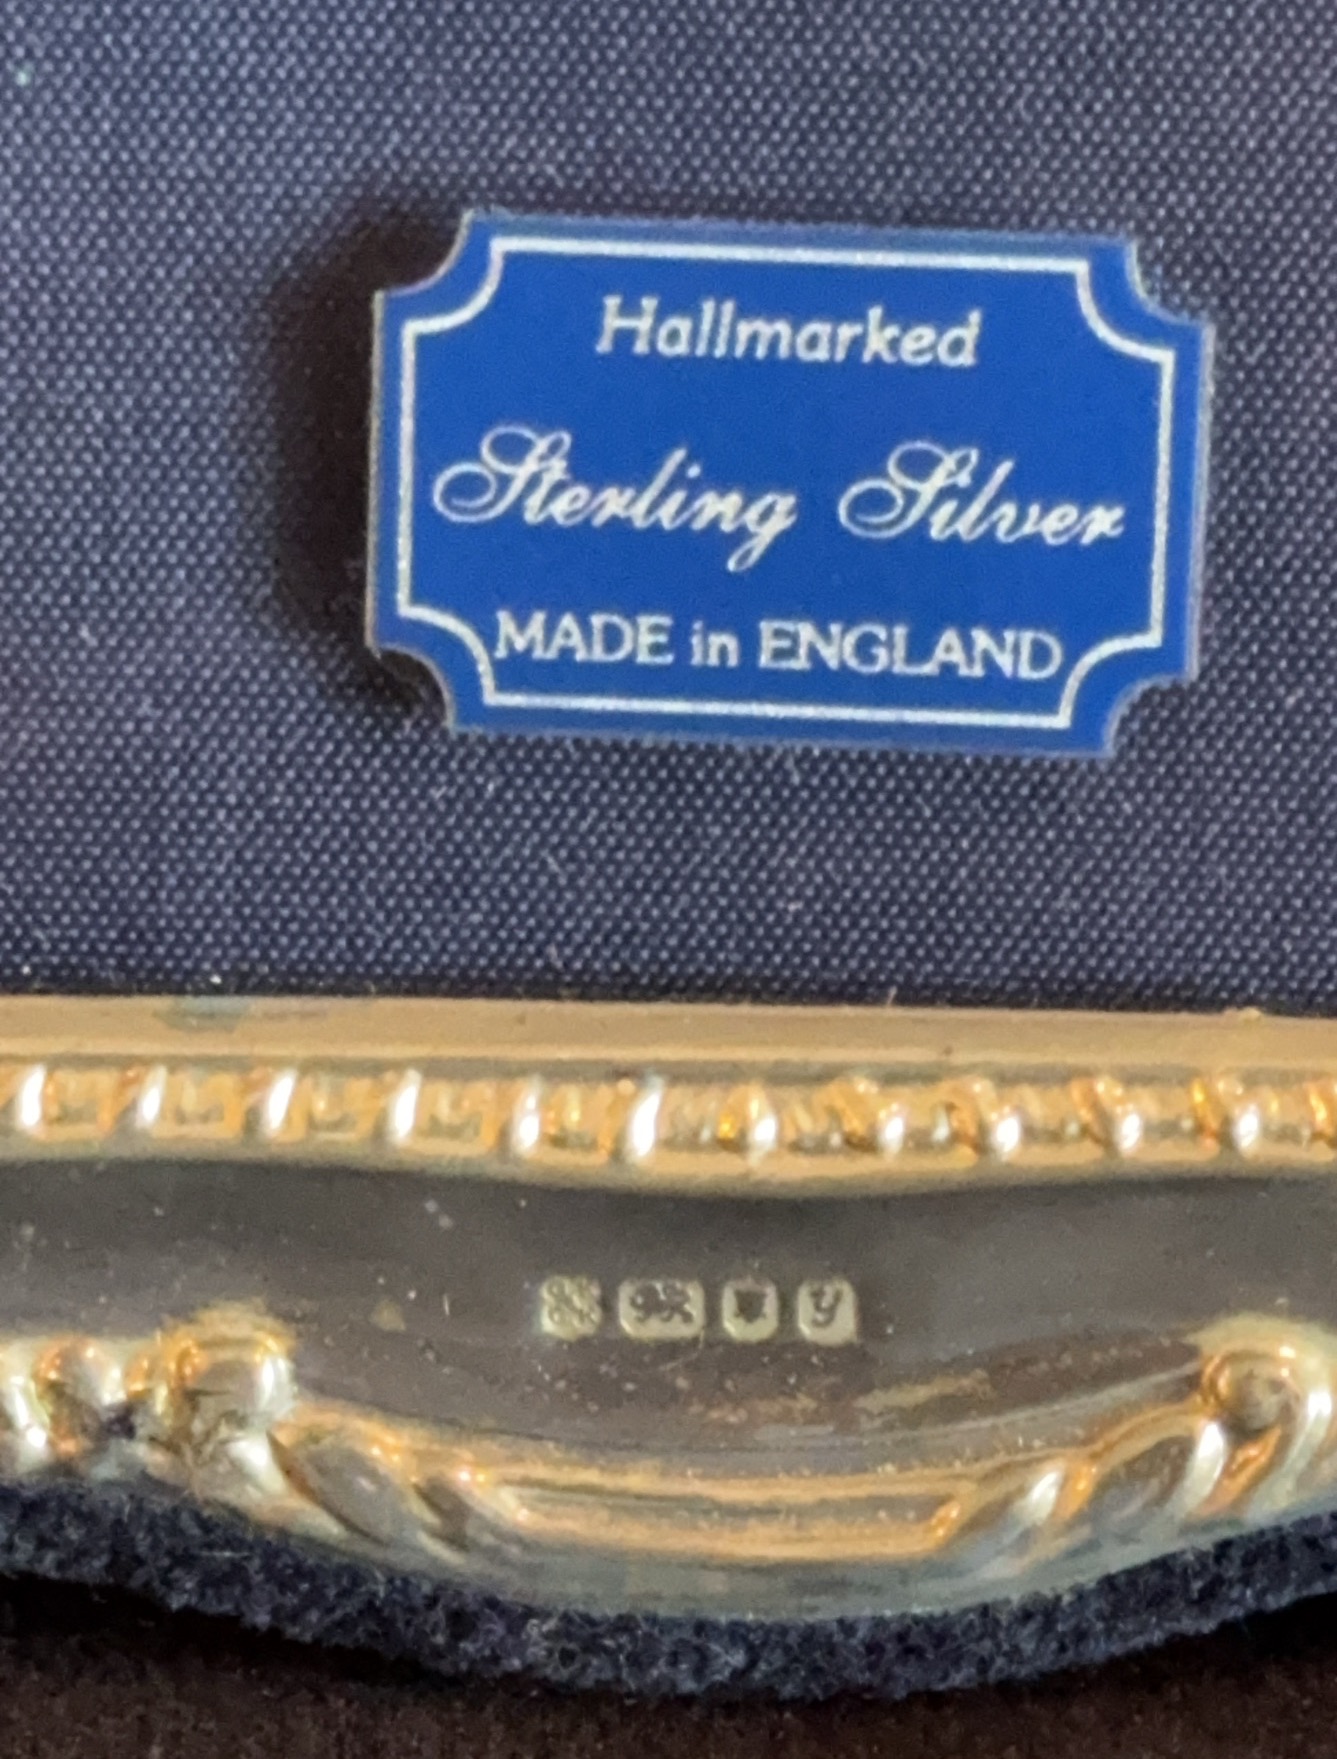 Hallmarked
Sterling Silver
MADE in ENGLAND
y